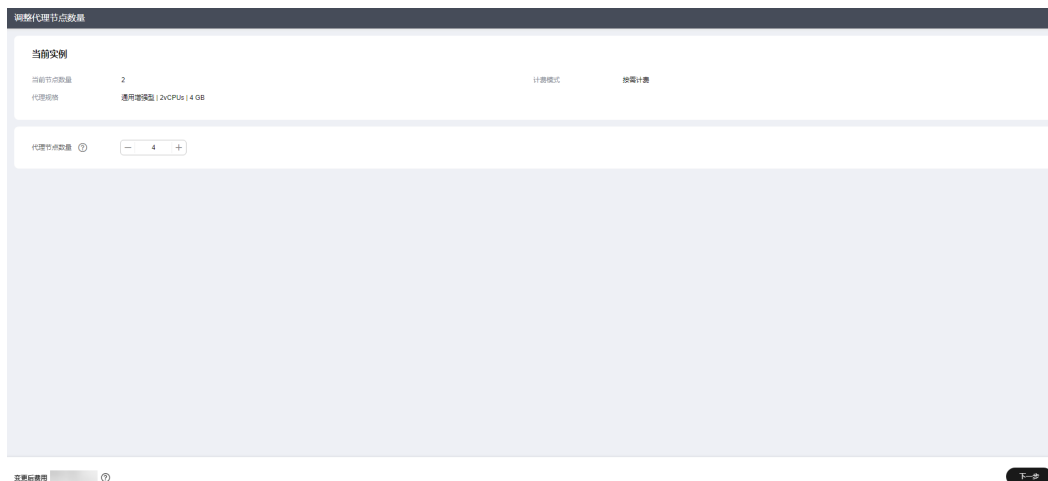 调整代理节点数量
当前实例
当前节点数量 2 计费模式 按需计费
代理规格 通用增强型 | 2vCPUs | 4 GB
代理节点数量 ? − 4 +
变更后费用 ?
下一步